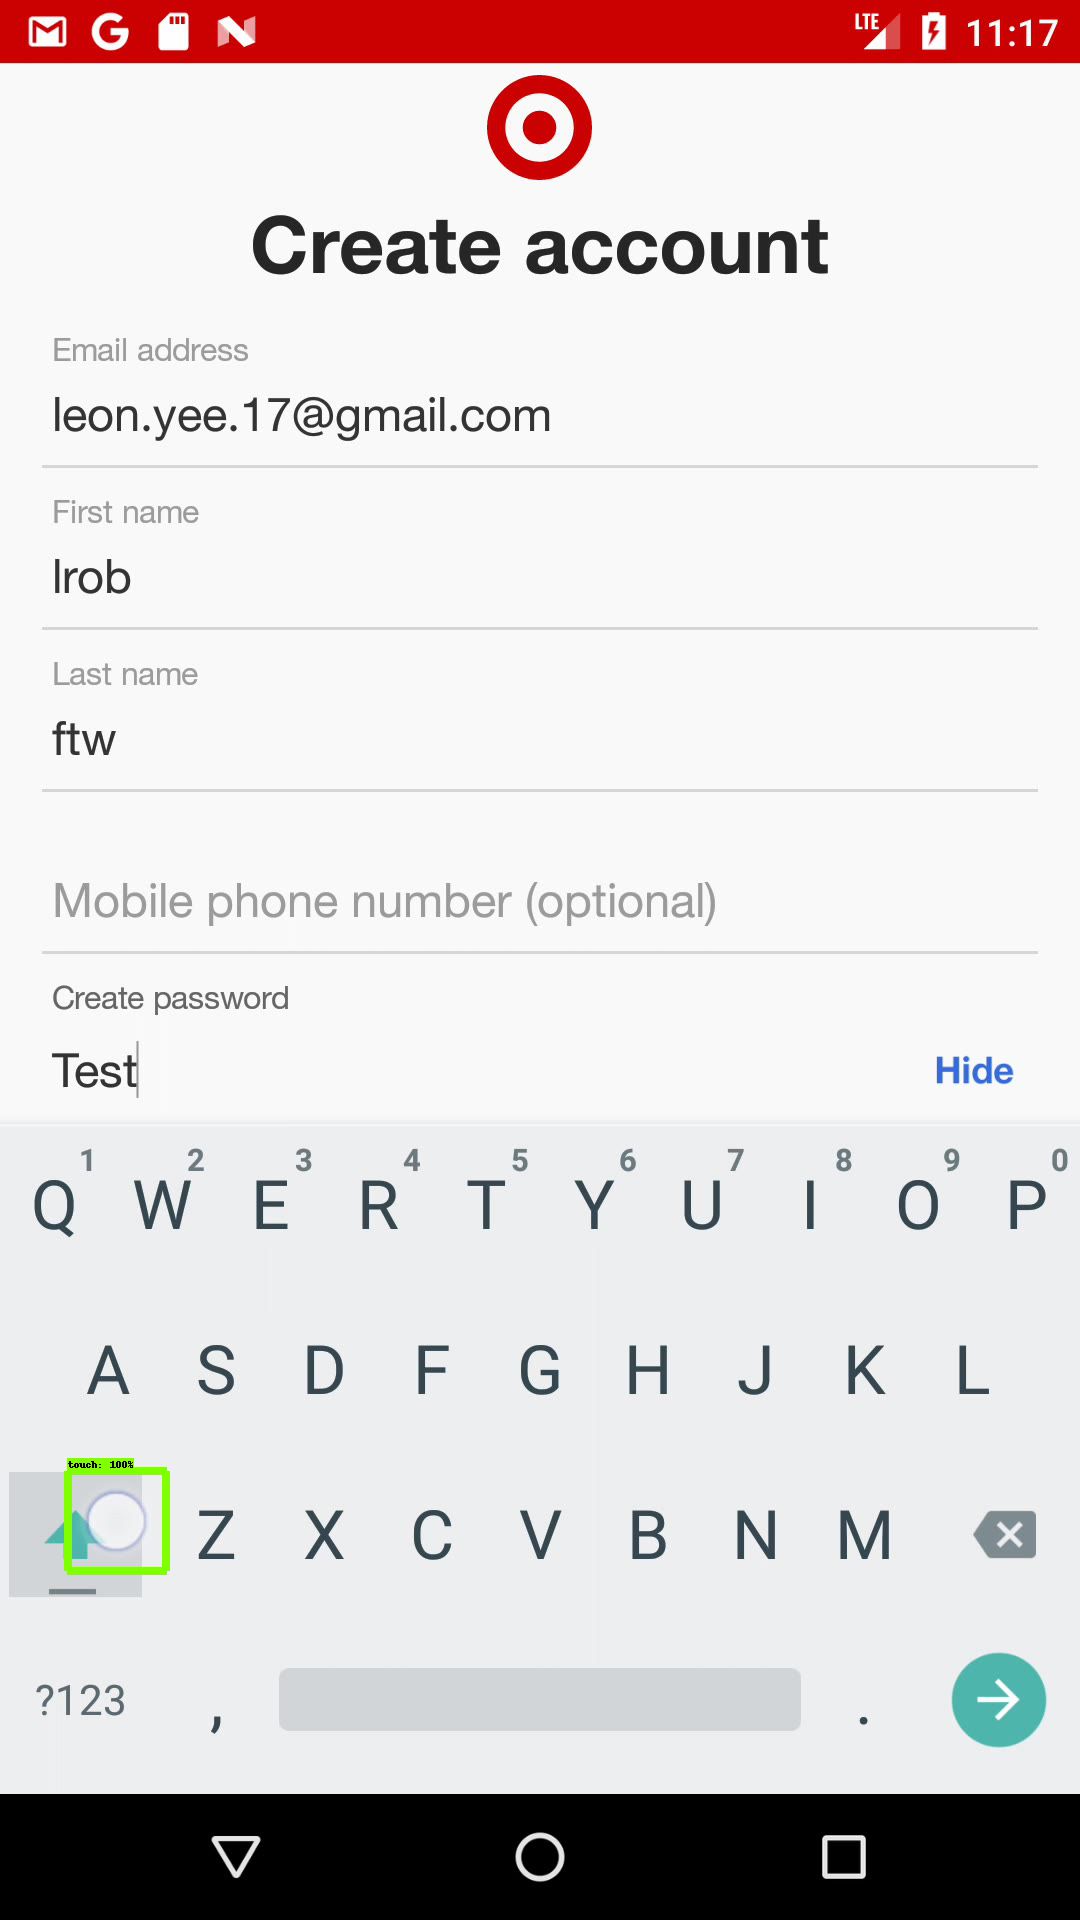 LTE 11:17
Create account
Email address
leon.yee.17@gmail.com
First name
lrob
Last name
ftw
Mobile phone number (optional)
Create password
Test Hide
1 2 3 4 5 6 7 8 9 0
Q W E R T Y U I O P
A S D F G H J K L
touch: 100%
Z X C V B N M
?123 , .